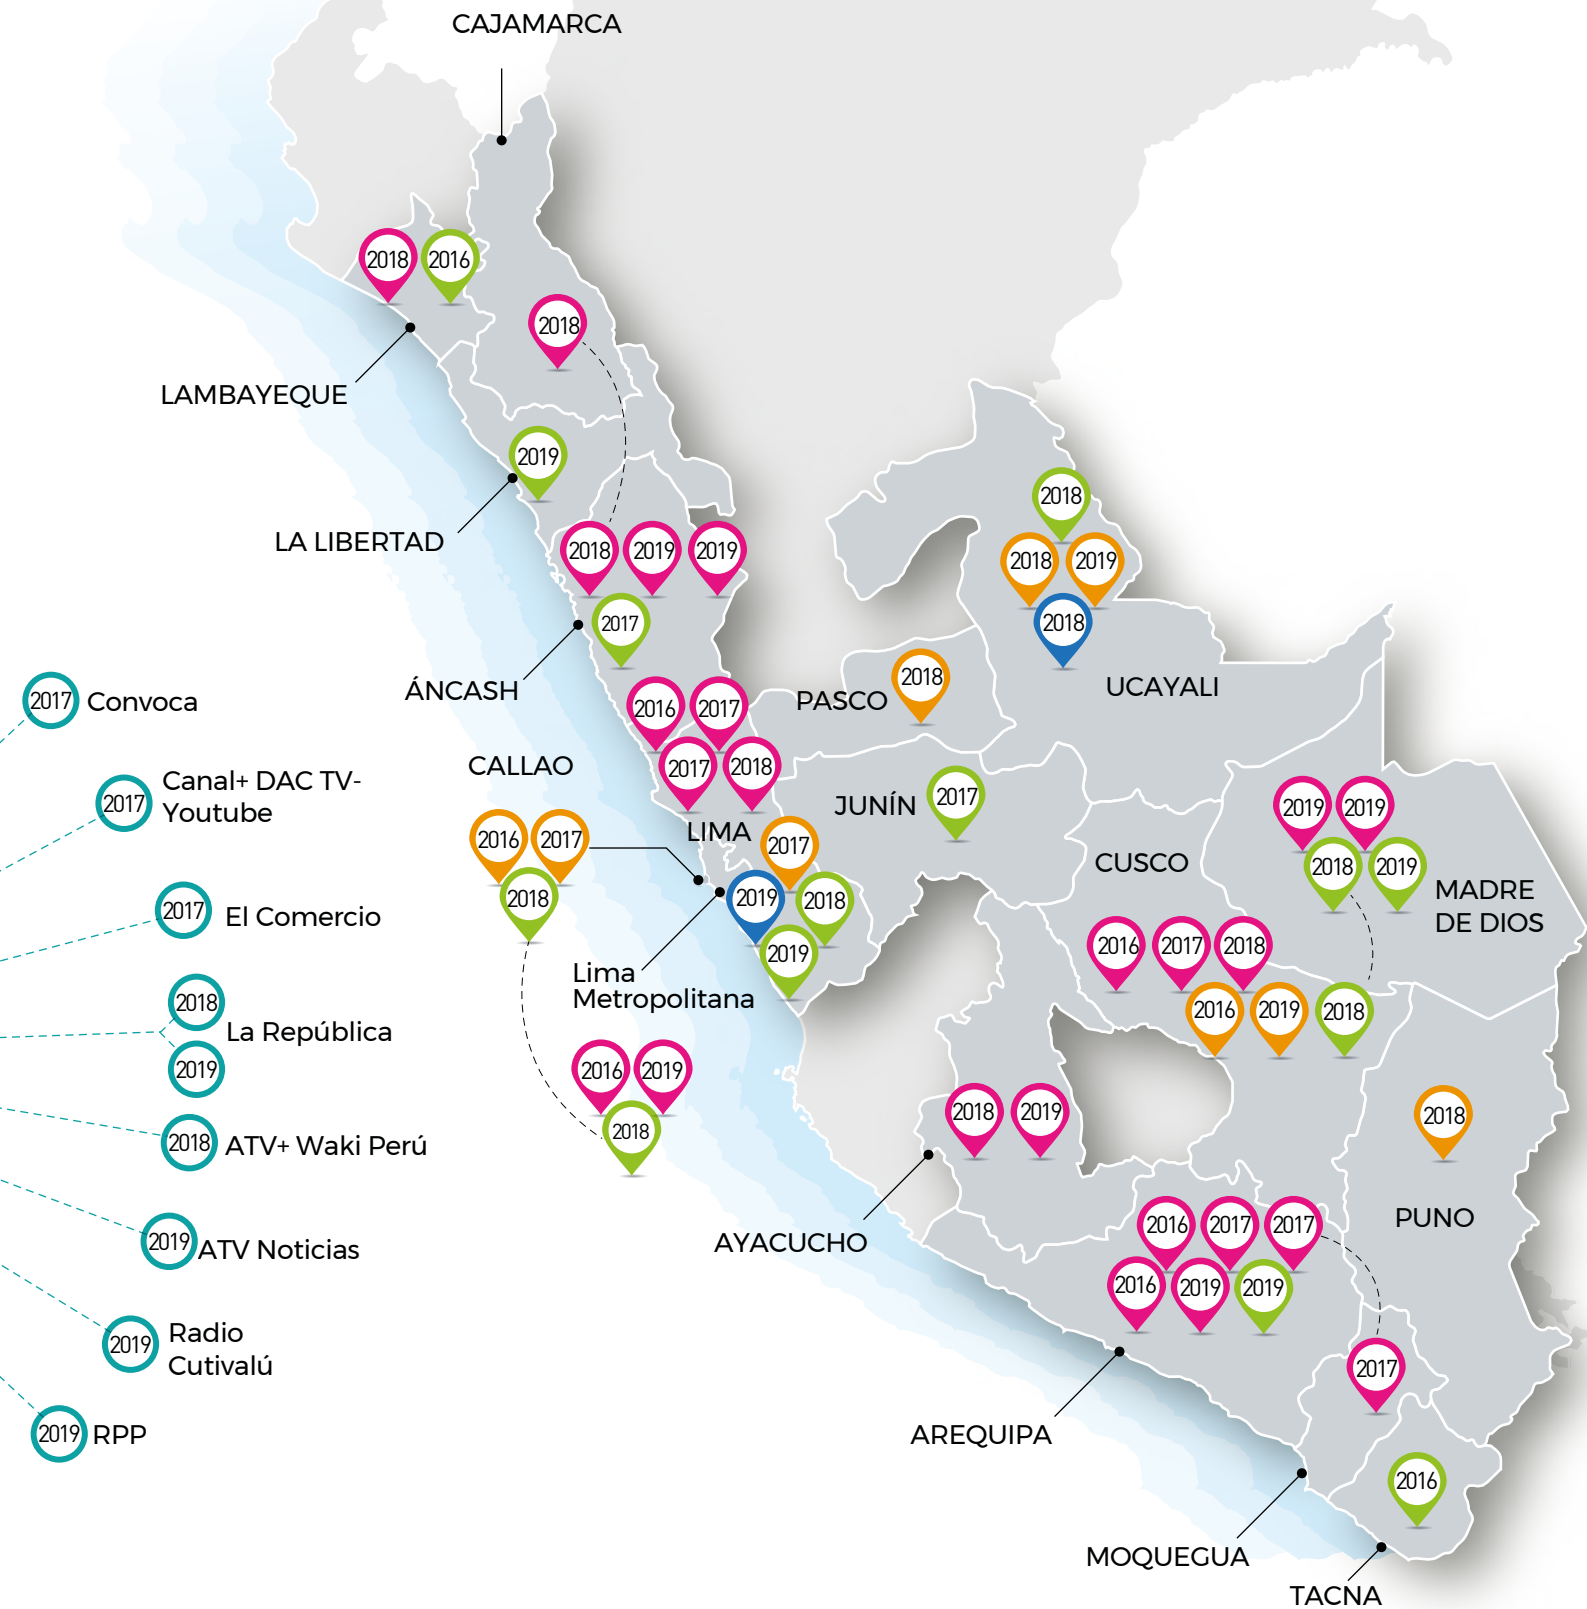 CAJAMARCA
2018
2016
2018
LAMBAYEQUE
2019
LA LIBERTAD
2018
2019
2019
2017
ÁNCASH
2018
2018
2019
2018
UCAYALI
PASCO
2018
2016
2017
2017
2018
LIMA
CALLAO
2016
2017
2018
JUNÍN
2017
2017
2019
2018
2019
Lima
Metropolitana
2016
2019
2018
CUSCO
2016
2017
2018
2016
2019
2018
2019
2019
2018
2019
MADRE
DE DIOS
2018
2019
AYACUCHO
2018
PUNO
2016
2017
2017
2016
2019
2019
AREQUIPA
2017
MOQUEGUA
2016
TACNA
2017
Convoca
2017
Canal+ DAC TV-
Youtube
2017
El Comercio
2018
La República
2019
2018
ATV+ Waki Perú
2019
ATV Noticias
2019
Radio
Cutivalú
2019
RPP